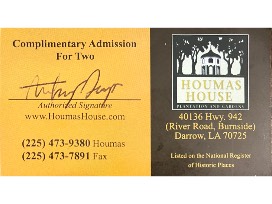 Complimentary Admission
For Two
Authorized Signature
www.HoumasHouse.com
(225) 473-9380 Houmas
(225) 473-7891 Fax
HOUMAS
HOUSE
PLANTATION AND GARDENS
40136 Hwy. 942
(River Road, Burnside)
Darrow, LA 70725
Listed on the National Register
of Historic Places